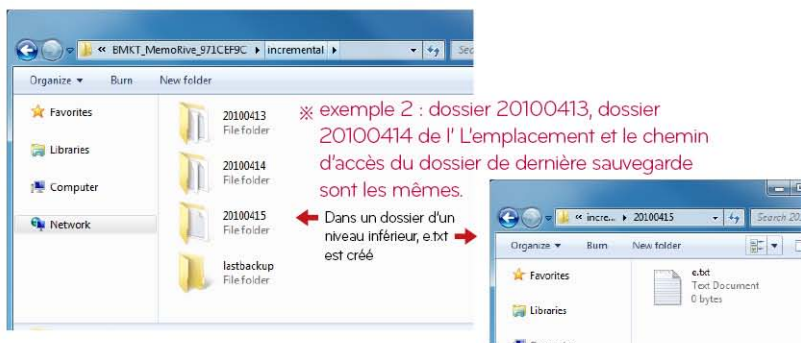 « BMKT_MemoRive_971CEF9C ▸ incremental ▸
Organize ▾ Burn New folder
Favorites
Libraries
Computer
Network
20100413
File folder
20100414
File folder
20100415
File folder
lastbackup
File folder
※ exemple 2 : dossier 20100413, dossier
20100414 de l' L'emplacement et le chemin
d'accès du dossier de dernière sauvegarde
sont les mêmes.
Dans un dossier d'un
niveau inférieur, e.txt
est créé
« incre... ▸ 20100415
Search 20
Organize ▾ Burn New folder
Favorites
Libraries
e.txt
Text Document
0 bytes